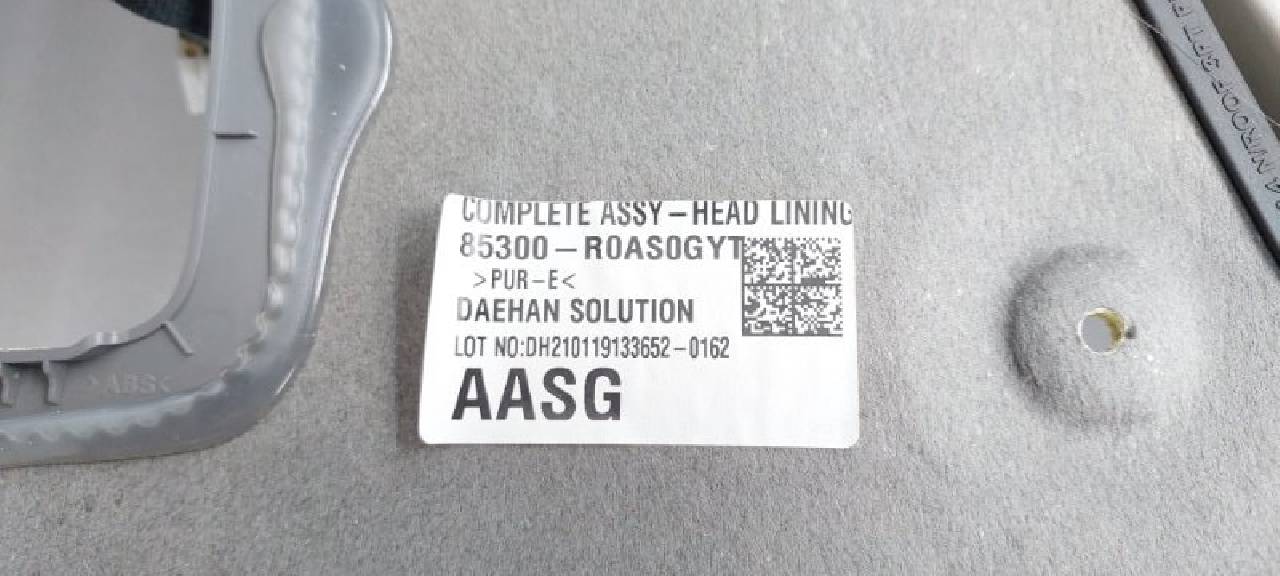 COMPLETE ASSY-HEAD LINING
85300-R0AS0GYT
>PUR-E<
DAEHAN SOLUTION
LOT NO:DH210119133652-0162
AASG
>ABS<